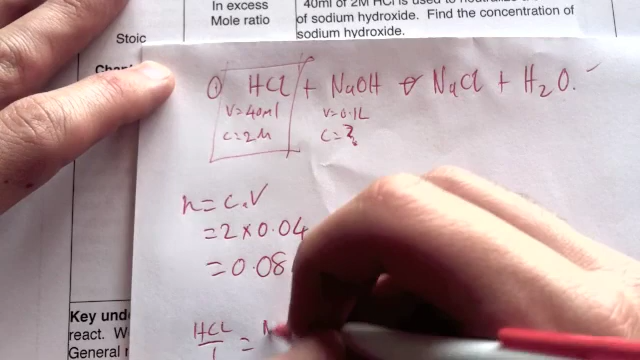 In excess
Mole ratio
40ml of 2M HCl is used to neutralize
of sodium hydroxide. Find the concentration of
sodium hydroxide.
Stoic
① HCl + NaOH → NaCl + H₂O.
V=40ml V=0.1L
C=2M C=?
n=c.V
=2×0.04
=0.08
Key und
react. W
General r
HCl/1 = N